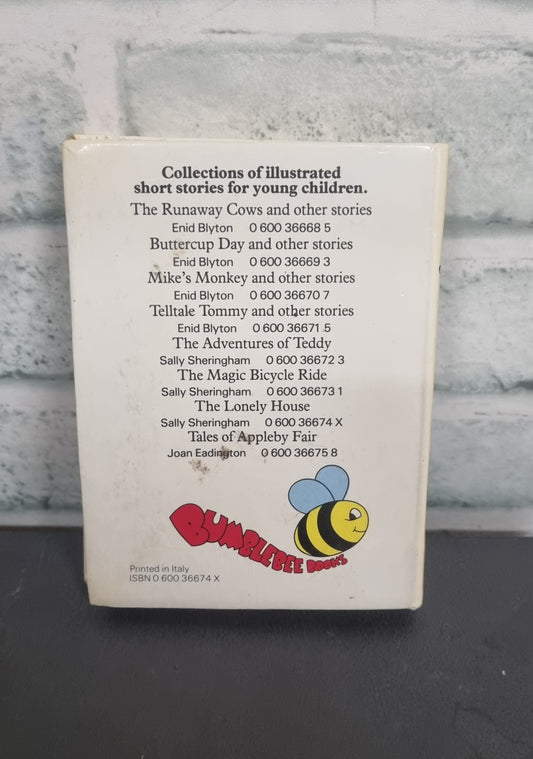 Collections of illustrated
short stories for young children.
The Runaway Cows and other stories
Enid Blyton 0 600 36668 5
Buttercup Day and other stories
Enid Blyton 0 600 36669 3
Mike's Monkey and other stories
Enid Blyton 0 600 36670 7
Telltale Tommy and other stories
Enid Blyton 0 600 36671 5
The Adventures of Teddy
Sally Sheringham 0 600 36672 3
The Magic Bicycle Ride
Sally Sheringham 0 600 36673 1
The Lonely House
Sally Sheringham 0 600 36674 X
Tales of Appleby Fair
Joan Eadington 0 600 36675 8
BUMBLEBEE BOOKS
Printed in Italy
ISBN 0 600 36674 X